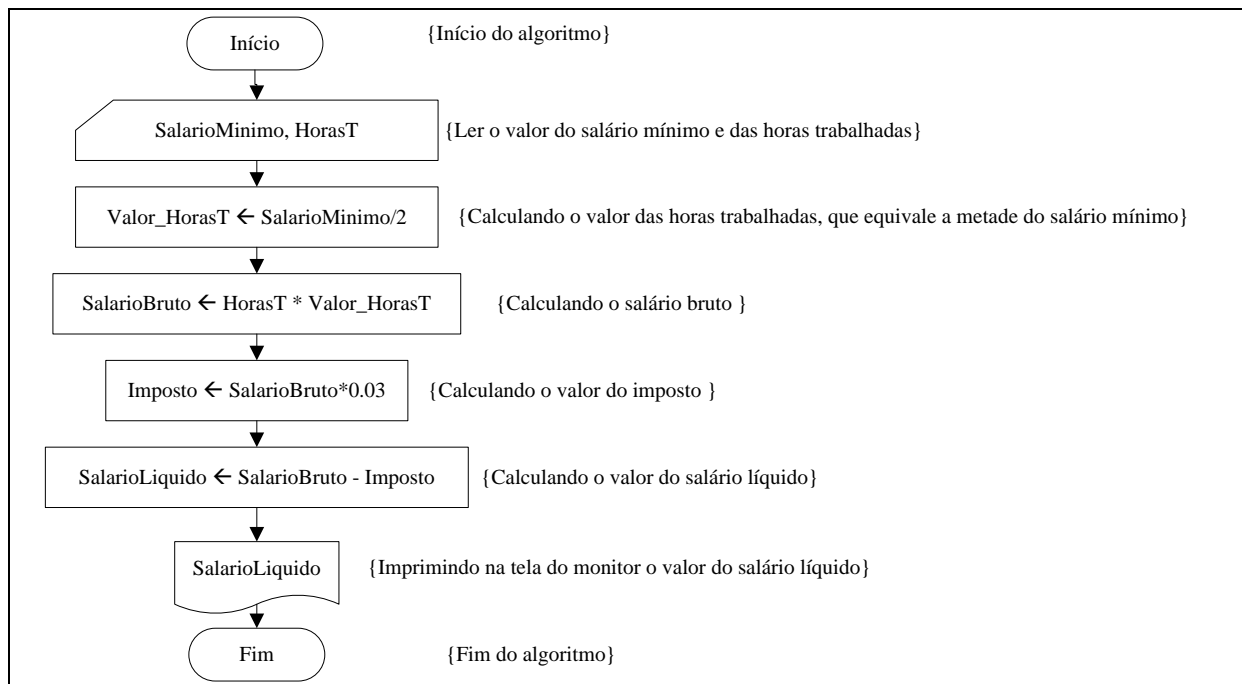 Início
{Início do algoritmo}
SalarioMinimo, HorasT
{Ler o valor do salário mínimo e das horas trabalhadas}
Valor_HorasT ← SalarioMinimo/2
{Calculando o valor das horas trabalhadas, que equivale a metade do salário mínimo}
SalarioBruto ← HorasT * Valor_HorasT
{Calculando o salário bruto }
Imposto ← SalarioBruto*0.03
{Calculando o valor do imposto }
SalarioLiquido ← SalarioBruto - Imposto
{Calculando o valor do salário líquido}
SalarioLiquido
{Imprimindo na tela do monitor o valor do salário líquido}
Fim
{Fim do algoritmo}